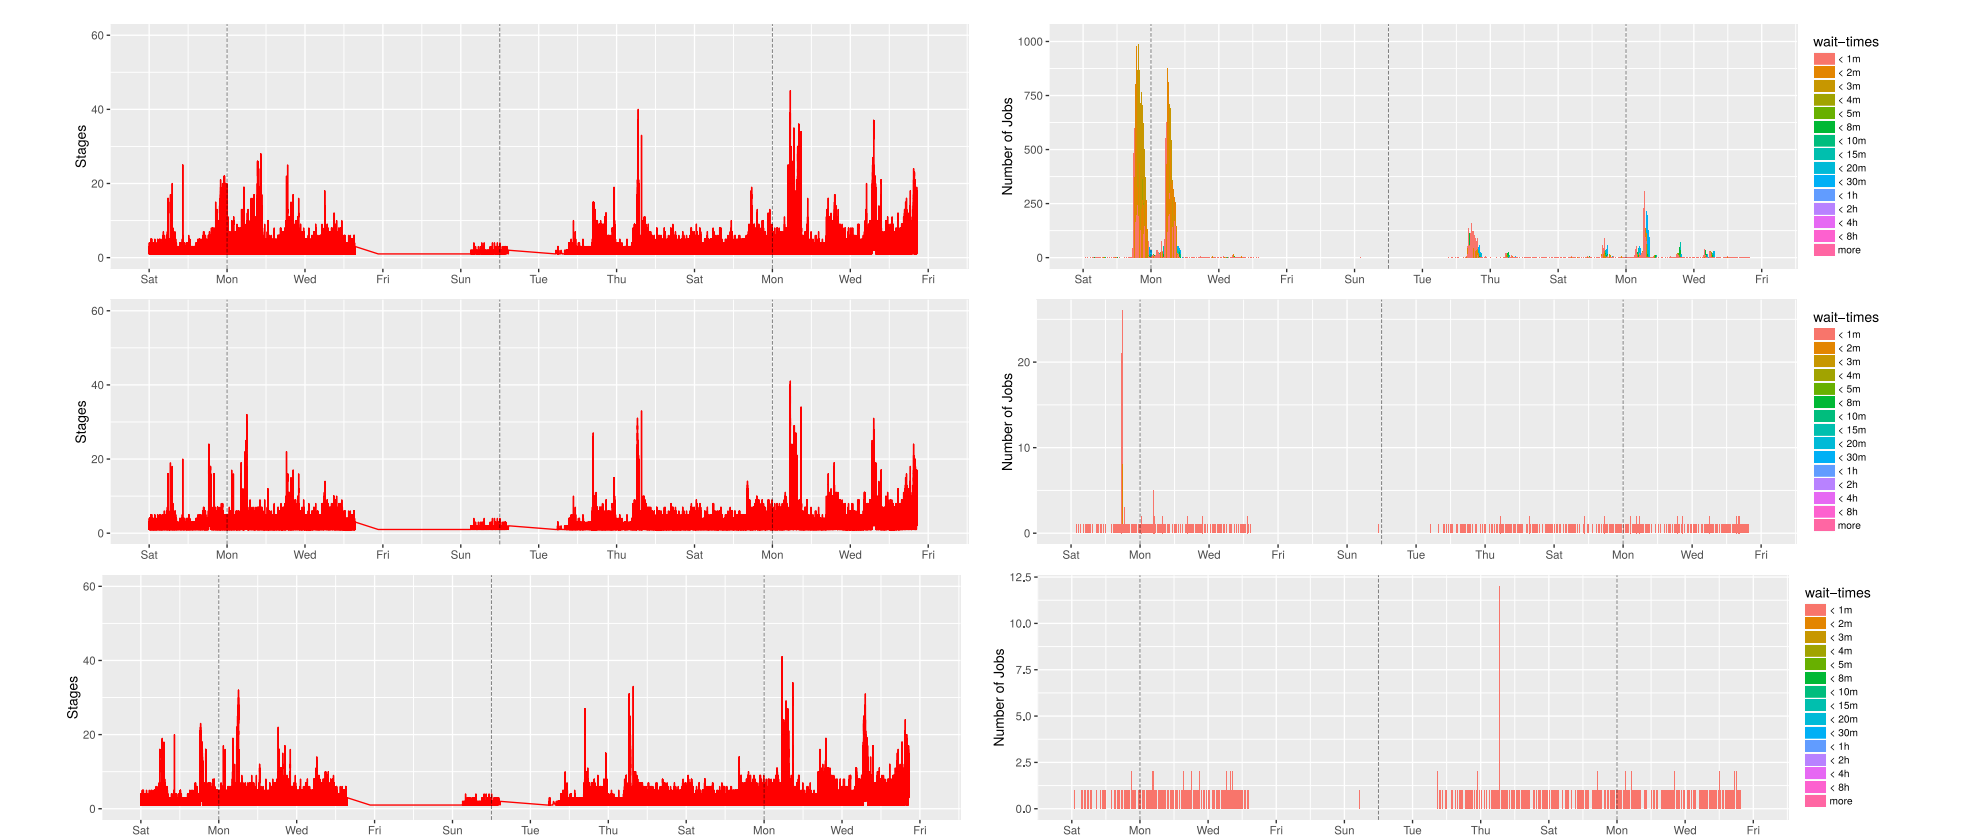 60
40
20
0
Stages
Sat Mon Wed Fri Sun Tue Thu Sat Mon Wed Fri
1000
750
500
250
0
Number of Jobs
Sat Mon Wed Fri Sun Tue Thu Sat Mon Wed Fri
wait−times
< 1m
< 2m
< 3m
< 4m
< 5m
< 8m
< 10m
< 15m
< 20m
< 30m
< 1h
< 2h
< 4h
< 8h
more
60
40
20
0
Stages
Sat Mon Wed Fri Sun Tue Thu Sat Mon Wed Fri
20
10
0
Number of Jobs
Sat Mon Wed Fri Sun Tue Thu Sat Mon Wed Fri
wait−times
< 1m
< 2m
< 3m
< 4m
< 5m
< 8m
< 10m
< 15m
< 20m
< 30m
< 1h
< 2h
< 4h
< 8h
more
60
40
20
0
Stages
Sat Mon Wed Fri Sun Tue Thu Sat Mon Wed Fri
12.5
10.0
7.5
5.0
2.5
0.0
Number of Jobs
Sat Mon Wed Fri Sun Tue Thu Sat Mon Wed Fri
wait−times
< 1m
< 2m
< 3m
< 4m
< 5m
< 8m
< 10m
< 15m
< 20m
< 30m
< 1h
< 2h
< 4h
< 8h
more